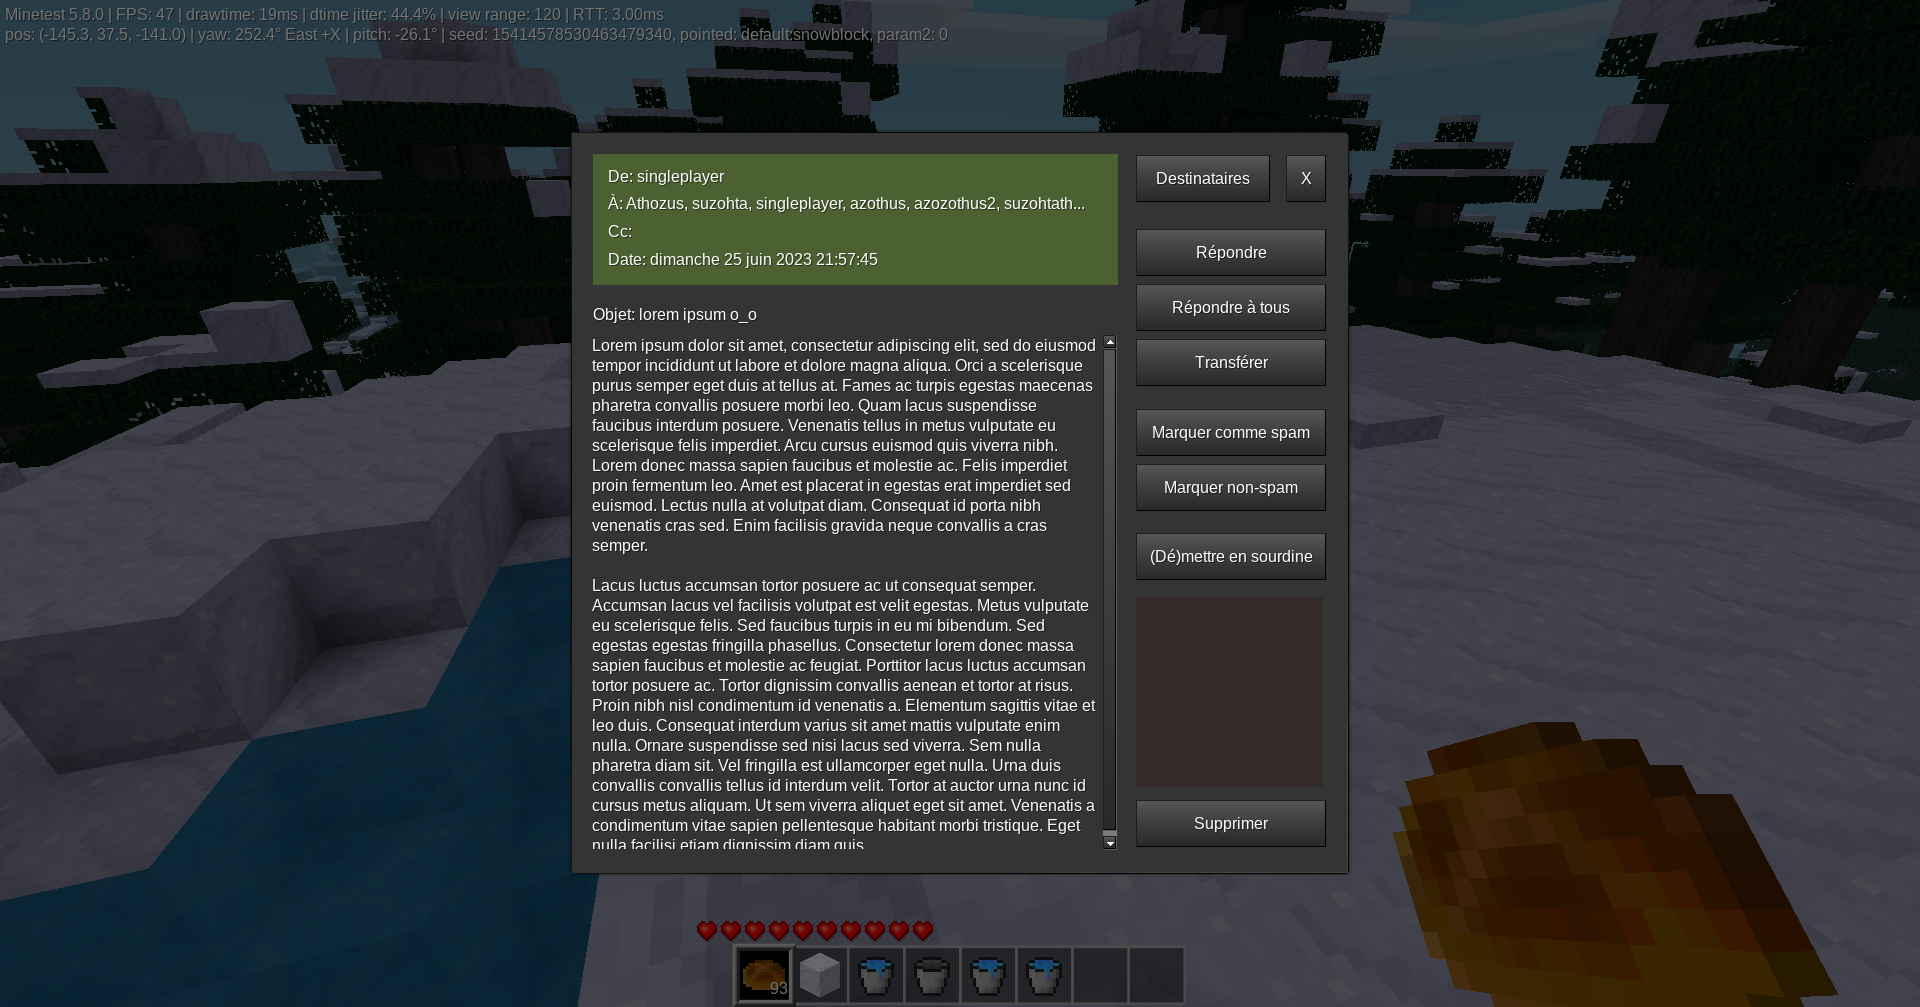 Minetest 5.8.0 | FPS: 47 | drawtime: 19ms | dtime jitter: 44.4% | view range: 120 | RTT: 3.00ms
pos: (-145.3, 37.5, -141.0) | yaw: 252.4° East +X | pitch: -26.1° | seed: 15414578530463479340, pointed: default:snowblock, param2: 0
De: singleplayer
À: Athozus, suzohta, singleplayer, azothus, azozothus2, suzohtath...
Cc:
Date: dimanche 25 juin 2023 21:57:45
Objet: lorem ipsum o_o
Lorem ipsum dolor sit amet, consectetur adipiscing elit, sed do eiusmod
tempor incididunt ut labore et dolore magna aliqua. Orci a scelerisque
purus semper eget duis at tellus at. Fames ac turpis egestas maecenas
pharetra convallis posuere morbi leo. Quam lacus suspendisse
faucibus interdum posuere. Venenatis tellus in metus vulputate eu
scelerisque felis imperdiet. Arcu cursus euismod quis viverra nibh.
Lorem donec massa sapien faucibus et molestie ac. Felis imperdiet
proin fermentum leo. Amet est placerat in egestas erat imperdiet sed
euismod. Lectus nulla at volutpat diam. Consequat id porta nibh
venenatis cras sed. Enim facilisis gravida neque convallis a cras
semper.
Lacus luctus accumsan tortor posuere ac ut consequat semper.
Accumsan lacus vel facilisis volutpat est velit egestas. Metus vulputate
eu scelerisque felis. Sed faucibus turpis in eu mi bibendum. Sed
egestas egestas fringilla phasellus. Consectetur lorem donec massa
sapien faucibus et molestie ac feugiat. Porttitor lacus luctus accumsan
tortor posuere ac. Tortor dignissim convallis aenean et tortor at risus.
Proin nibh nisl condimentum id venenatis a. Elementum sagittis vitae et
leo duis. Consequat interdum varius sit amet mattis vulputate enim
nulla. Ornare suspendisse sed nisi lacus sed viverra. Sem nulla
pharetra diam sit. Vel fringilla est ullamcorper eget nulla. Urna duis
convallis convallis tellus id interdum velit. Tortor at auctor urna nunc id
cursus metus aliquam. Ut sem viverra aliquet eget sit amet. Venenatis a
condimentum vitae sapien pellentesque habitant morbi tristique. Eget
nulla facilisi etiam dignissim diam quis.
Destinataires
X
Répondre
Répondre à tous
Transférer
Marquer comme spam
Marquer non-spam
(Dé)mettre en sourdine
Supprimer
93